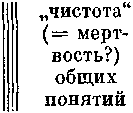 „чистота“
(= мерт-
вость?)
общих
понятий